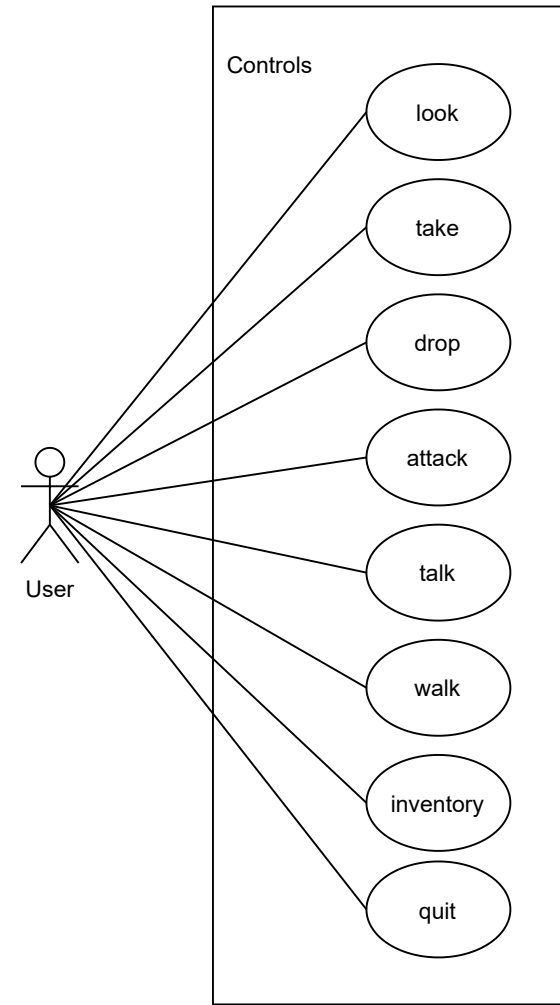 Controls
look
take
drop
attack
talk
User
walk
inventory
quit